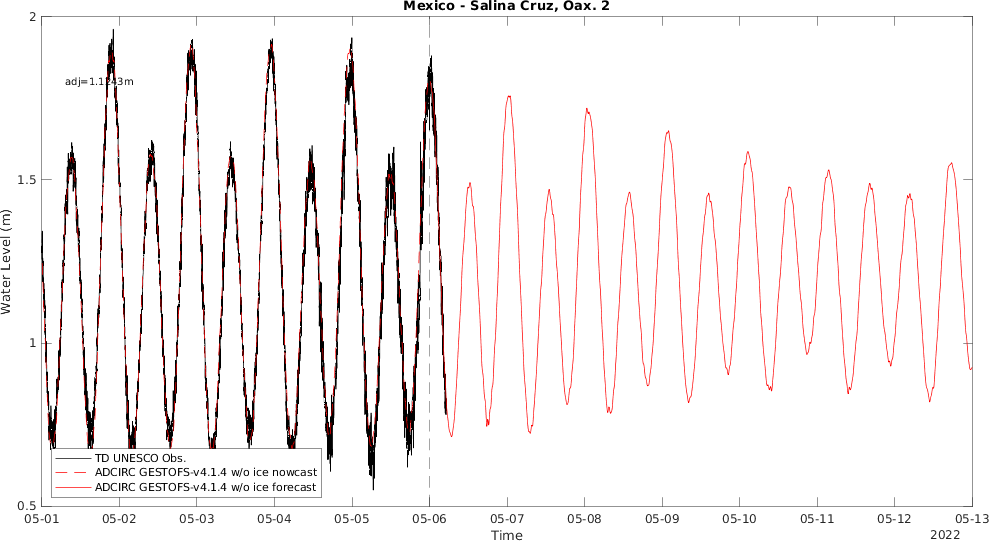 Mexico - Salina Cruz, Oax. 2
2
1.5
1
0.5
Water Level (m)
adj=1.1243m
TD UNESCO Obs.
ADCIRC GESTOFS-v4.1.4 w/o ice nowcast
ADCIRC GESTOFS-v4.1.4 w/o ice forecast
05-01 05-02 05-03 05-04 05-05 05-06 05-07 05-08 05-09 05-10 05-11 05-12 05-13
Time
2022